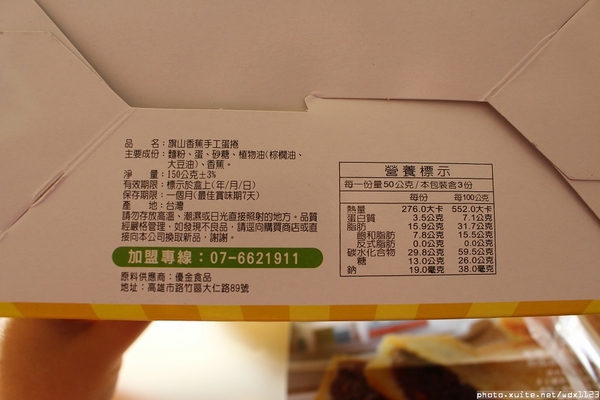 品　　名：旗山香蕉手工蛋捲
主要成份：麵粉、蛋、砂糖、植物油(棕櫚油、
大豆油)、香蕉。
淨　　量：150公克±3%
有效期限：標示於盒上(年/月/日)
保存期限：一個月(最佳賞味期7天)
產　　地：台灣
請勿存放高溫、潮濕或日光直接照射的地方。品質
經嚴格管理，如發現不良品，請逕向購買商店或直
接向本公司換取新品，謝謝。
加盟專線：07-6621911
原料供應商：優金食品
地址：高雄市路竹區大仁路89號
營養標示
每一份量50公克/本包裝含3份
每份 每100公克
熱量 276.0大卡 552.0大卡
蛋白質 3.5公克 7.1公克
脂肪 15.9公克 31.7公克
飽和脂肪 7.8公克 15.5公克
反式脂肪 0.0公克 0.0公克
碳水化合物 29.8公克 59.5公克
糖 13.0公克 26.0公克
鈉 19.0毫克 38.0毫克
photo.xuite.net/wdx1123